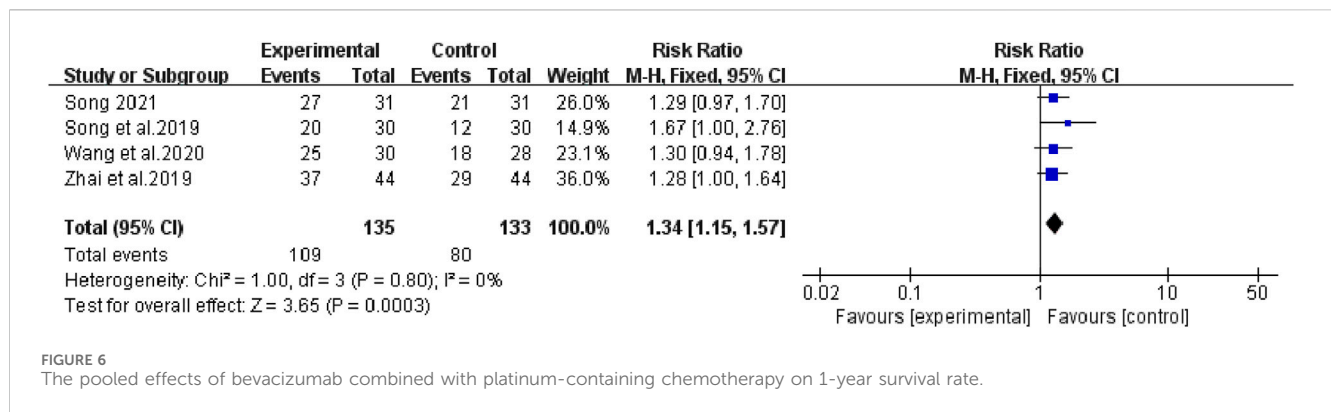 Experimental Control Risk Ratio Risk Ratio
Study or Subgroup Events Total Events Total Weight M-H, Fixed, 95% CI M-H, Fixed, 95% CI
Song 2021 27 31 21 31 26.0% 1.29 [0.97, 1.70]
Song et al.2019 20 30 12 30 14.9% 1.67 [1.00, 2.76]
Wang et al.2020 25 30 18 28 23.1% 1.30 [0.94, 1.78]
Zhai et al.2019 37 44 29 44 36.0% 1.28 [1.00, 1.64]
Total (95% CI) 135 133 100.0% 1.34 [1.15, 1.57]
Total events 109 80
Heterogeneity: Chi² = 1.00, df = 3 (P = 0.80); I² = 0%
Test for overall effect: Z = 3.65 (P = 0.0003)
0.02 0.1 1 10 50
Favours [experimental] Favours [control]
FIGURE 6
The pooled effects of bevacizumab combined with platinum-containing chemotherapy on 1-year survival rate.